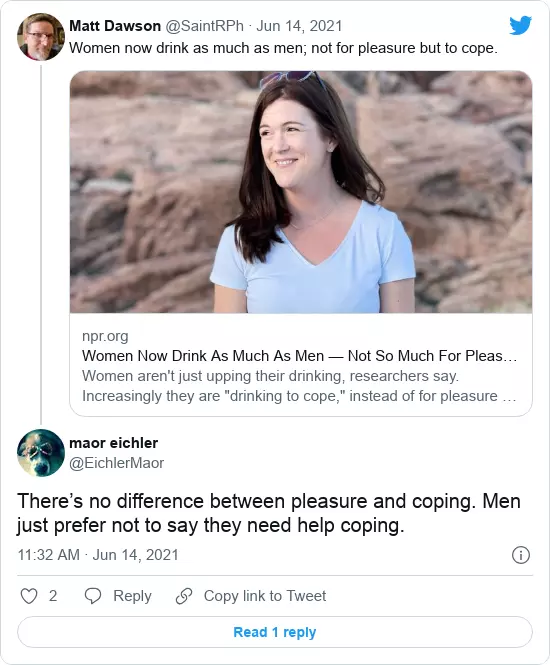 Matt Dawson @SaintRPh · Jun 14, 2021
Women now drink as much as men; not for pleasure but to cope.
npr.org
Women Now Drink As Much As Men — Not So Much For Pleas…
Women aren't just upping their drinking, researchers say.
Increasingly they are "drinking to cope," instead of for pleasure …
maor eichler
@EichlerMaor
There’s no difference between pleasure and coping. Men
just prefer not to say they need help coping.
11:32 AM · Jun 14, 2021
2 Reply Copy link to Tweet
Read 1 reply